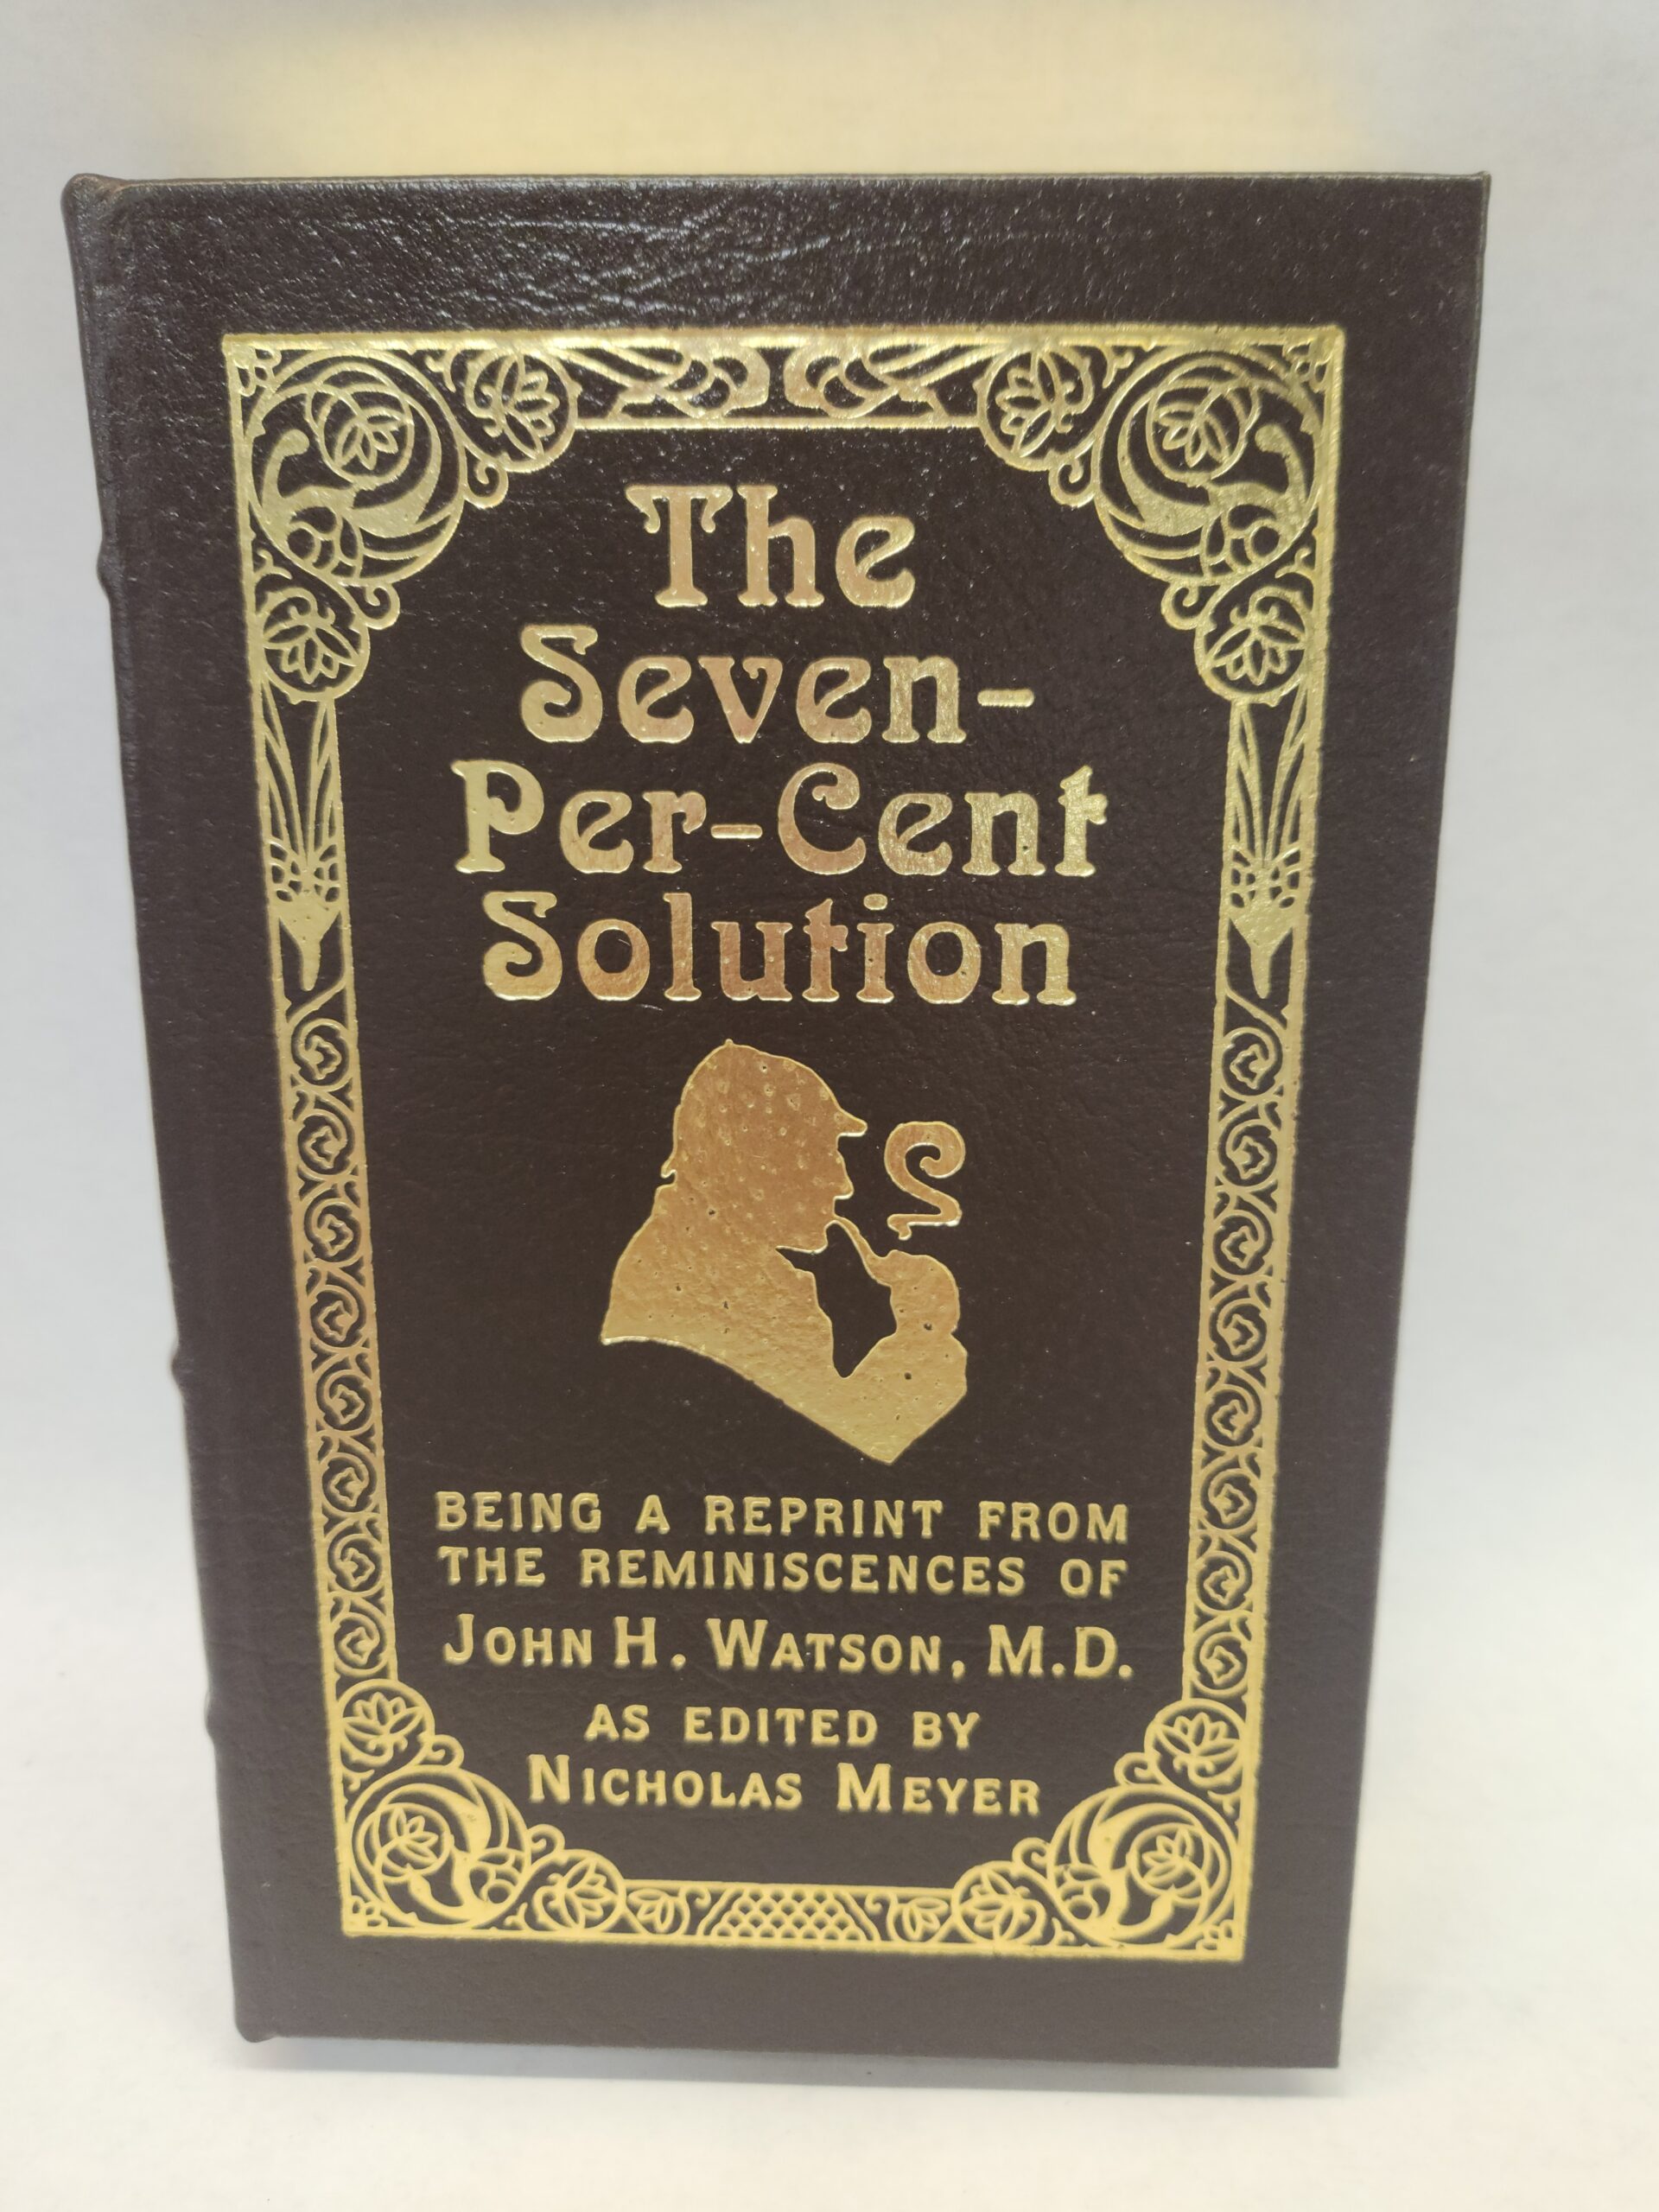 The
Seven-
Per-Cent
Solution
BEING A REPRINT FROM
THE REMINISCENCES OF
JOHN H. WATSON, M.D.
AS EDITED BY
NICHOLAS MEYER